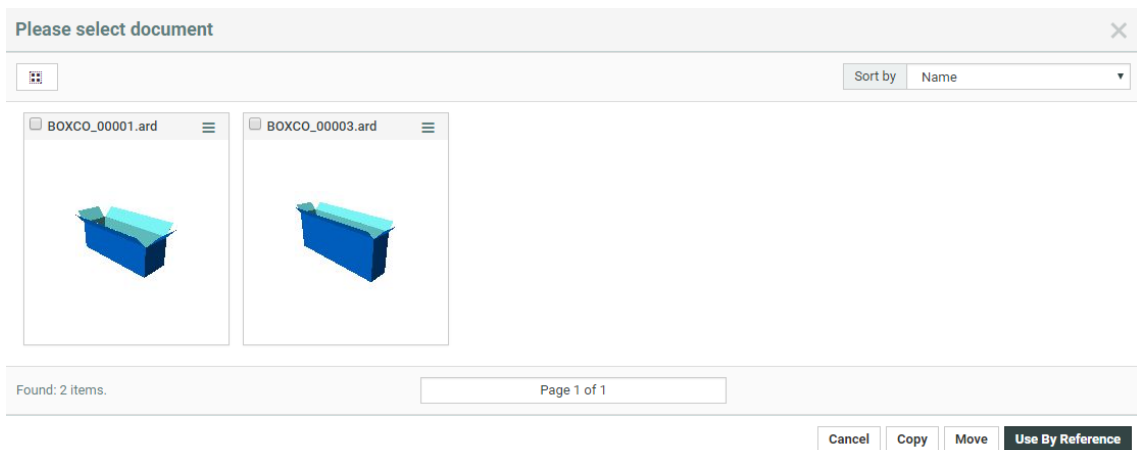 Please select document
Sort by Name
BOXCO_00001.ard BOXCO_00003.ard
Found: 2 items. Page 1 of 1
Cancel Copy Move Use By Reference